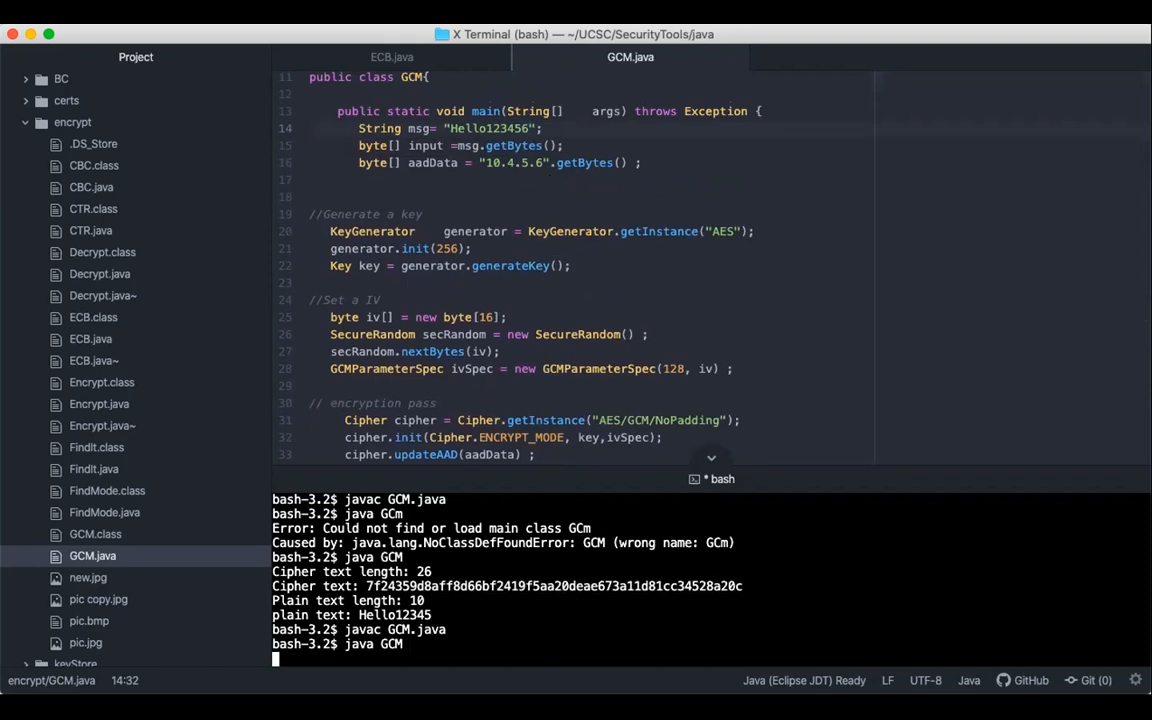 X Terminal (bash) — ~/UCSC/SecurityTools/java
Project
ECB.java
GCM.java
BC
certs
encrypt
.DS_Store
CBC.class
CBC.java
CTR.class
CTR.java
Decrypt.class
Decrypt.java
Decrypt.java~
ECB.class
ECB.java
ECB.java~
Encrypt.class
Encrypt.java
Encrypt.java~
FindIt.class
FindIt.java
FindMode.class
FindMode.java
GCM.class
GCM.java
new.jpg
pic copy.jpg
pic.bmp
pic.jpg
keyStore
11 public class GCM{
12
13 public static void main(String[] args) throws Exception {
14 String msg= "Hello123456";
15 byte[] input =msg.getBytes();
16 byte[] aadData = "10.4.5.6".getBytes() ;
17
18
19 //Generate a key
20 KeyGenerator generator = KeyGenerator.getInstance("AES");
21 generator.init(256);
22 Key key = generator.generateKey();
23
24 //Set a IV
25 byte iv[] = new byte[16];
26 SecureRandom secRandom = new SecureRandom() ;
27 secRandom.nextBytes(iv);
28 GCMParameterSpec ivSpec = new GCMParameterSpec(128, iv) ;
29
30 // encryption pass
31 Cipher cipher = Cipher.getInstance("AES/GCM/NoPadding");
32 cipher.init(Cipher.ENCRYPT_MODE, key,ivSpec);
33 cipher.updateAAD(aadData) ;
* bash
bash-3.2$ javac GCM.java
bash-3.2$ java GCm
Error: Could not find or load main class GCm
Caused by: java.lang.NoClassDefFoundError: GCM (wrong name: GCm)
bash-3.2$ java GCM
Cipher text length: 26
Cipher text: 7f24359d8aff8d66bf2419f5aa20deae673a11d81cc34528a20c
Plain text length: 10
plain text: Hello12345
bash-3.2$ javac GCM.java
bash-3.2$ java GCM
encrypt/GCM.java 14:32 Java (Eclipse JDT) Ready LF UTF-8 Java GitHub Git (0)